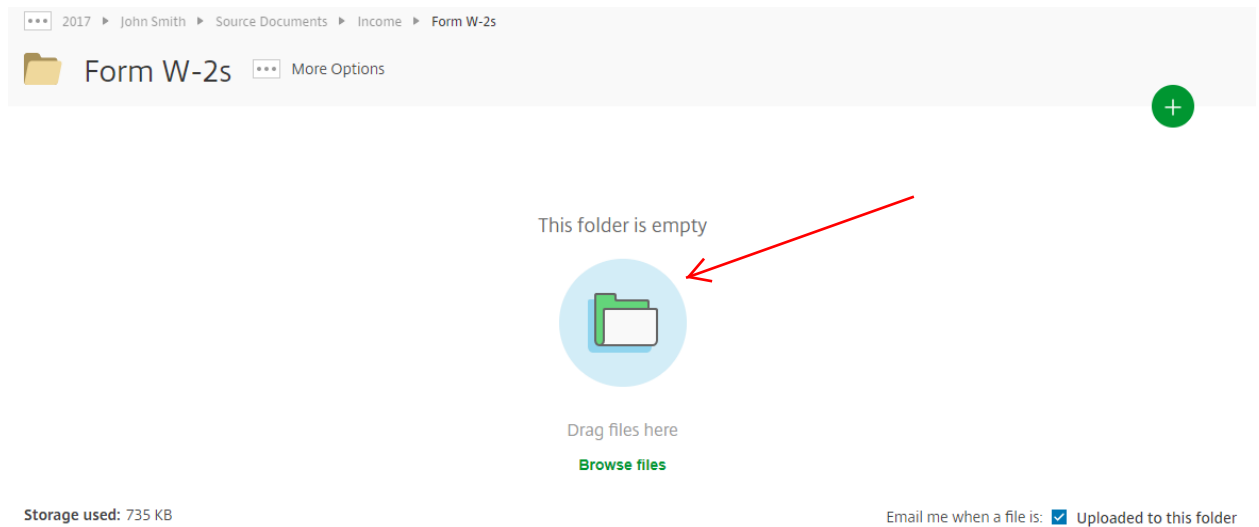 2017 ▶ John Smith ▶ Source Documents ▶ Income ▶ Form W-2s
Form W-2s ••• More Options
This folder is empty
Drag files here
Browse files
Storage used: 735 KB
Email me when a file is: Uploaded to this folder